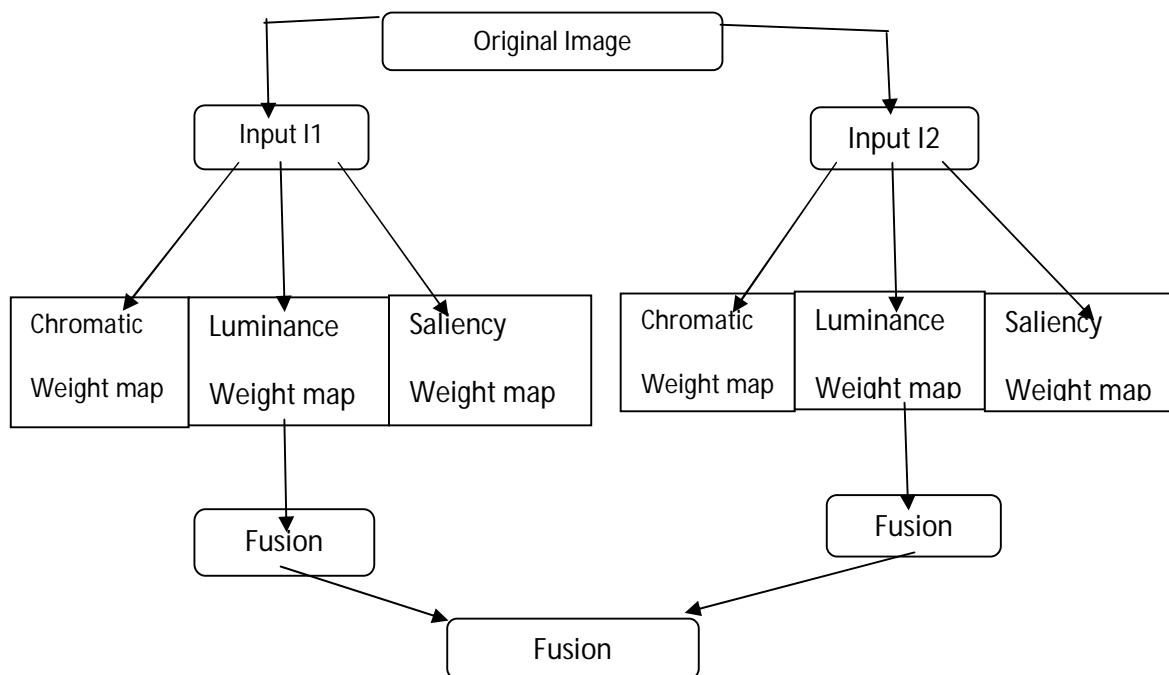 Original Image
Input I1
Input I2
Chromatic
Weight map
Luminance
Weight map
Saliency
Weight map
Chromatic
Weight map
Luminance
Weight map
Saliency
Weight map
Fusion
Fusion
Fusion